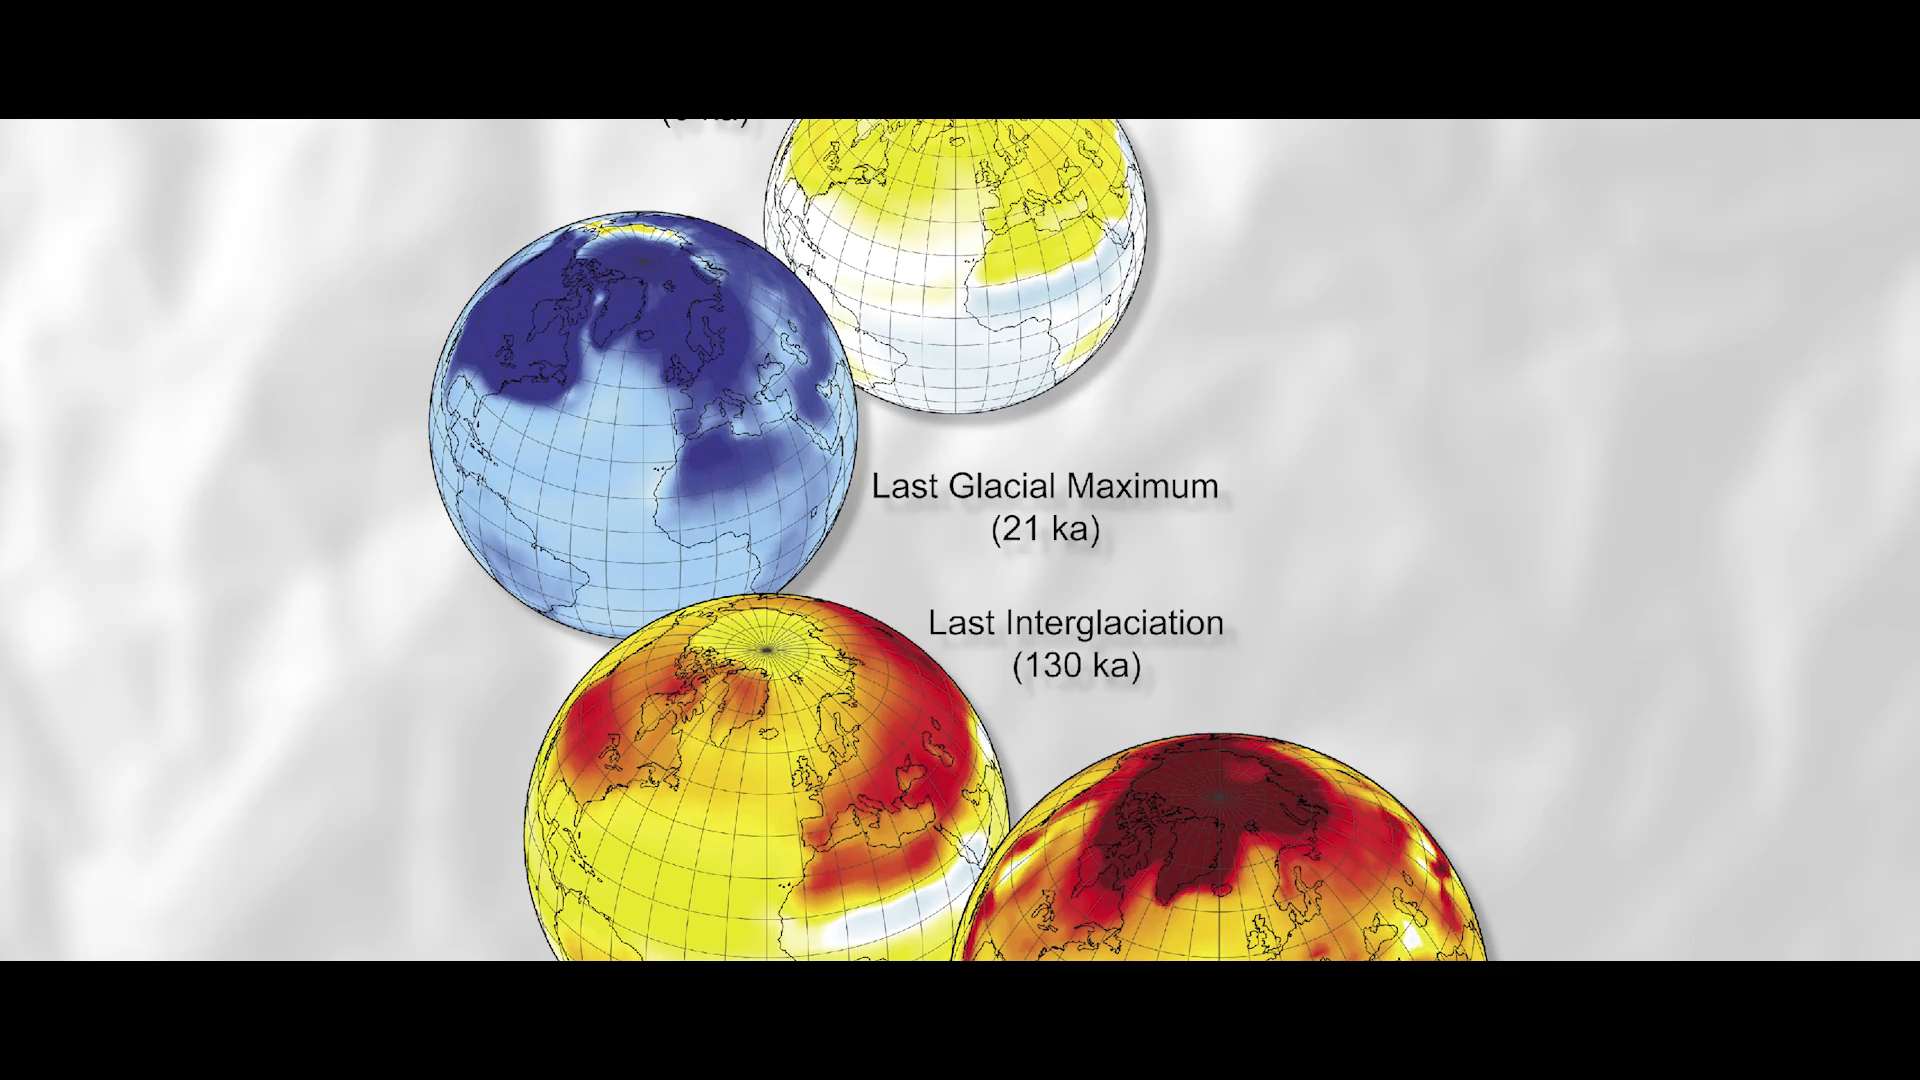 Last Glacial Maximum
(21 ka)
Last Interglaciation
(130 ka)